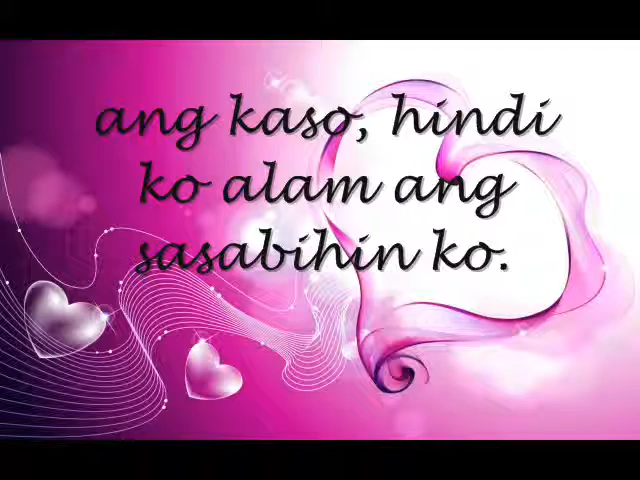 ang kaso, hindi
ko alam ang
sasabihin ko.